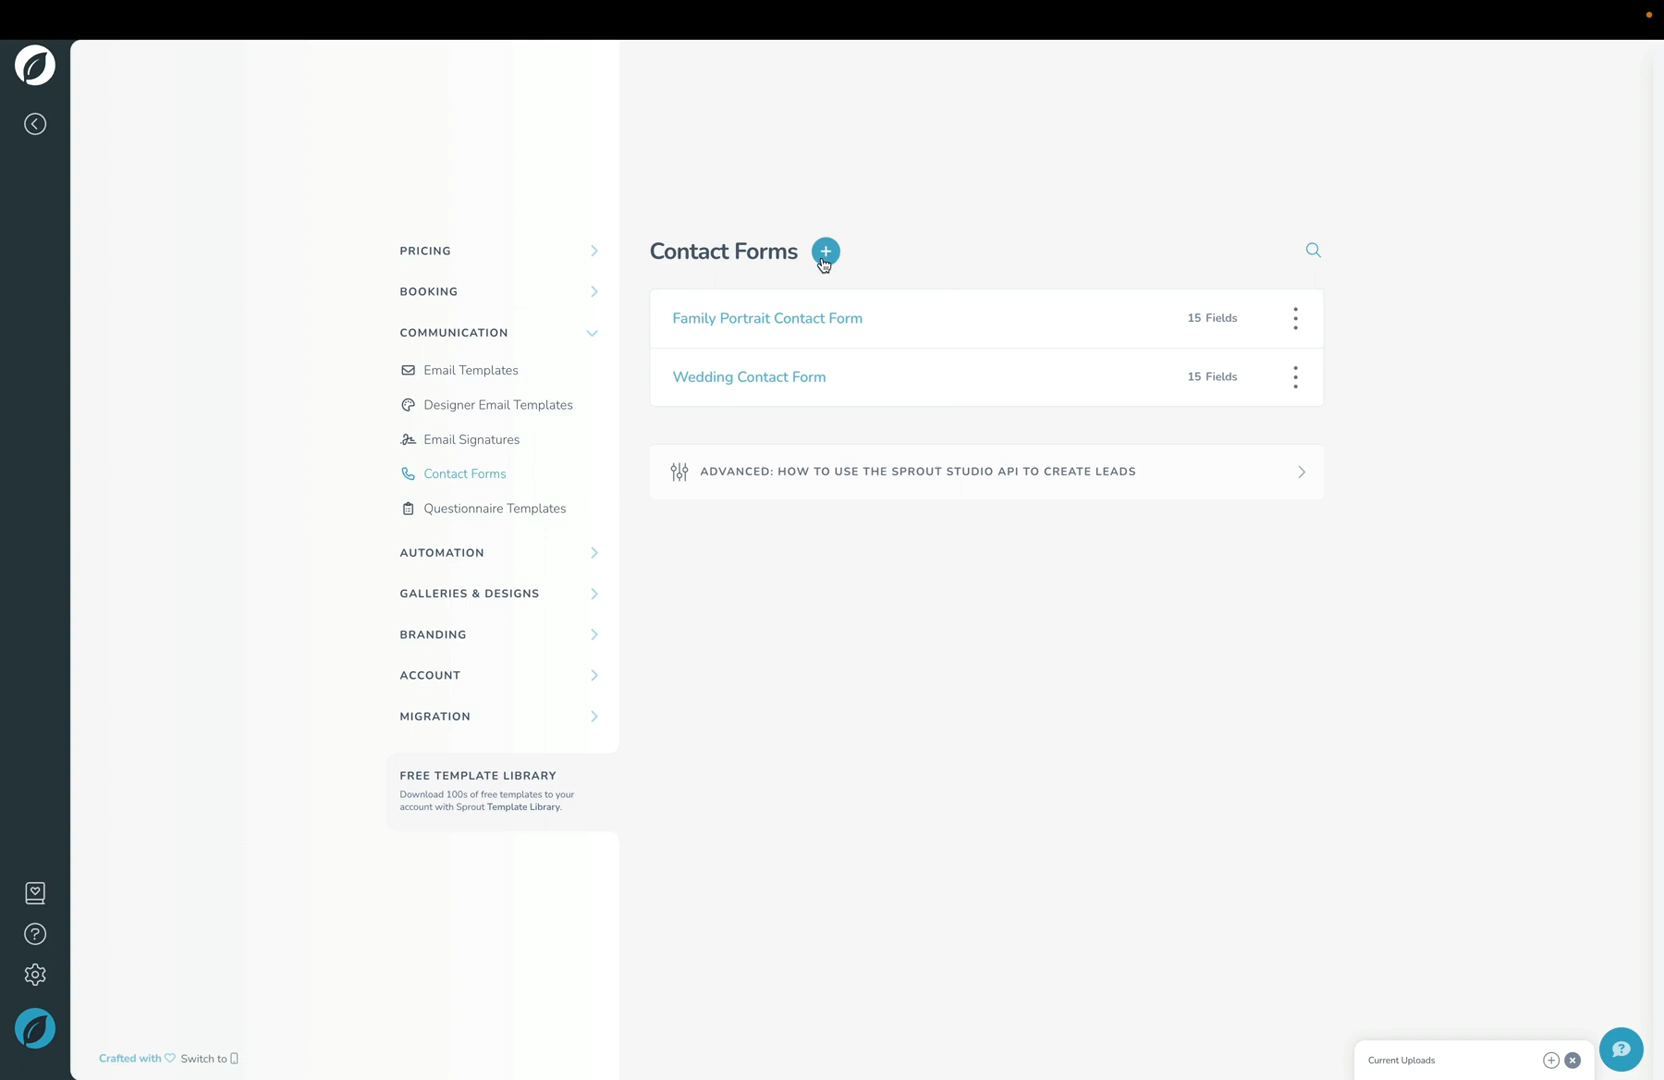 PRICING
BOOKING
COMMUNICATION
Email Templates
Designer Email Templates
Email Signatures
Contact Forms
Questionnaire Templates
AUTOMATION
GALLERIES & DESIGNS
BRANDING
ACCOUNT
MIGRATION
FREE TEMPLATE LIBRARY
Download 100s of free templates to your
account with Sprout Template Library.
Contact Forms
Family Portrait Contact Form 15 Fields
Wedding Contact Form 15 Fields
ADVANCED: HOW TO USE THE SPROUT STUDIO API TO CREATE LEADS
Crafted with Switch to
Current Uploads